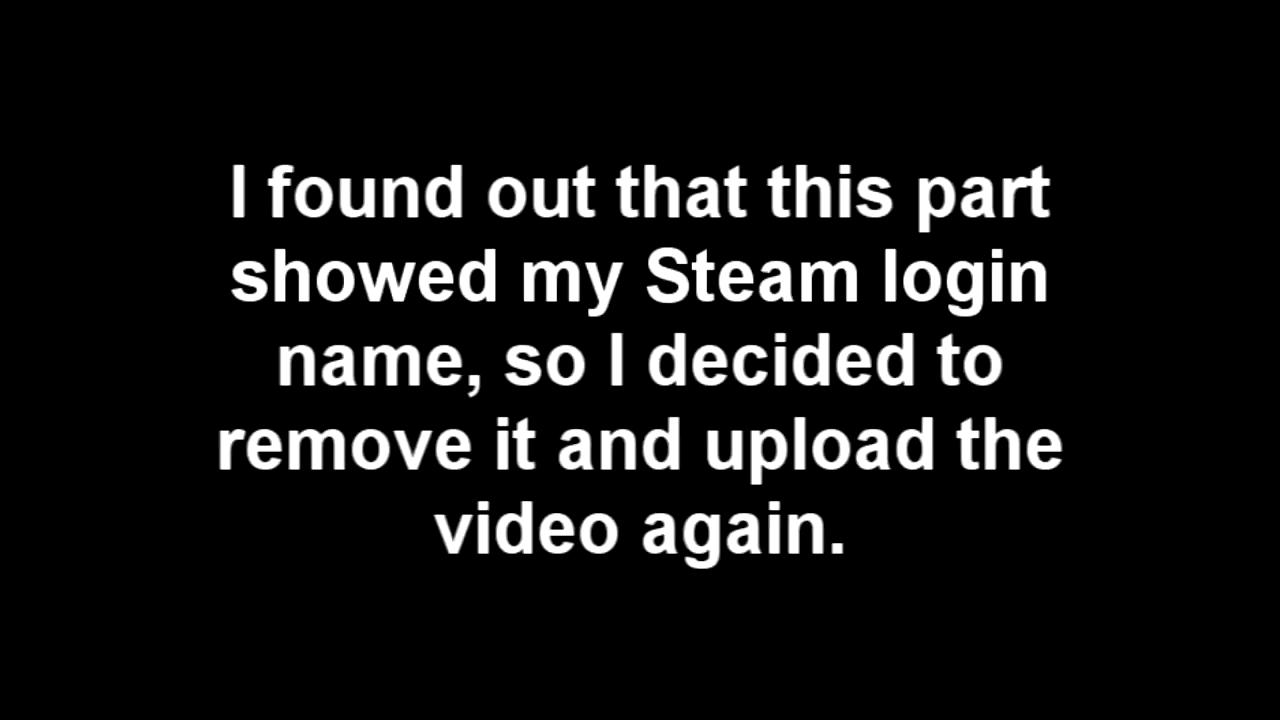 I found out that this part
showed my Steam login
name, so I decided to
remove it and upload the
video again.